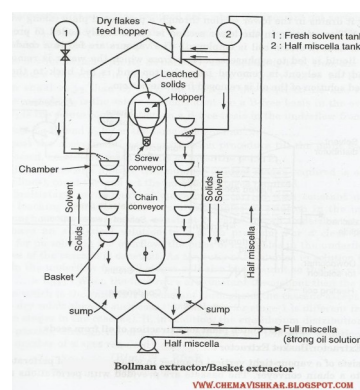 Dry flakes
feed hopper
1
2
1 : Fresh solvent tank
2 : Half miscella tank
Leached
solids
Hopper
Screw
conveyor
Chamber
Chain
conveyor
Solvent
Solids
Solids
Solvent
Half miscella
Basket
sump
sump
Half miscella
Full miscella
(strong oil solution)
Bollman extractor/Basket extractor
WWW.CHEMAVISHKAR.BLOGSPOT.COM